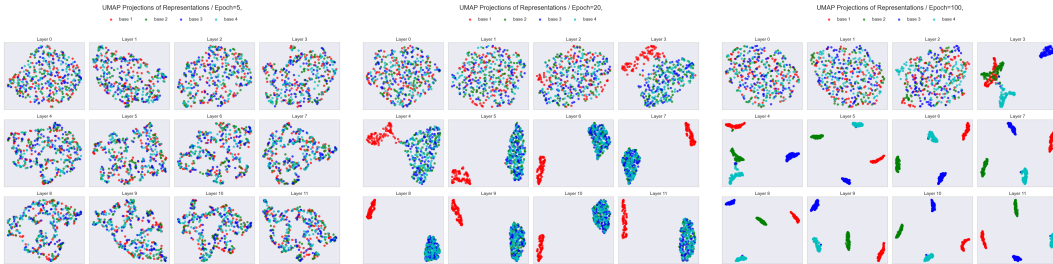 UMAP Projections of Representations / Epoch=5,
base 1 base 2 base 3 base 4
Layer 0 Layer 1 Layer 2 Layer 3
Layer 4 Layer 5 Layer 6 Layer 7
Layer 8 Layer 9 Layer 10 Layer 11
UMAP Projections of Representations / Epoch=20,
base 1 base 2 base 3 base 4
Layer 0 Layer 1 Layer 2 Layer 3
Layer 4 Layer 5 Layer 6 Layer 7
Layer 8 Layer 9 Layer 10 Layer 11
UMAP Projections of Representations / Epoch=100,
base 1 base 2 base 3 base 4
Layer 0 Layer 1 Layer 2 Layer 3
Layer 4 Layer 5 Layer 6 Layer 7
Layer 8 Layer 9 Layer 10 Layer 11